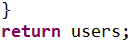 }
return users;